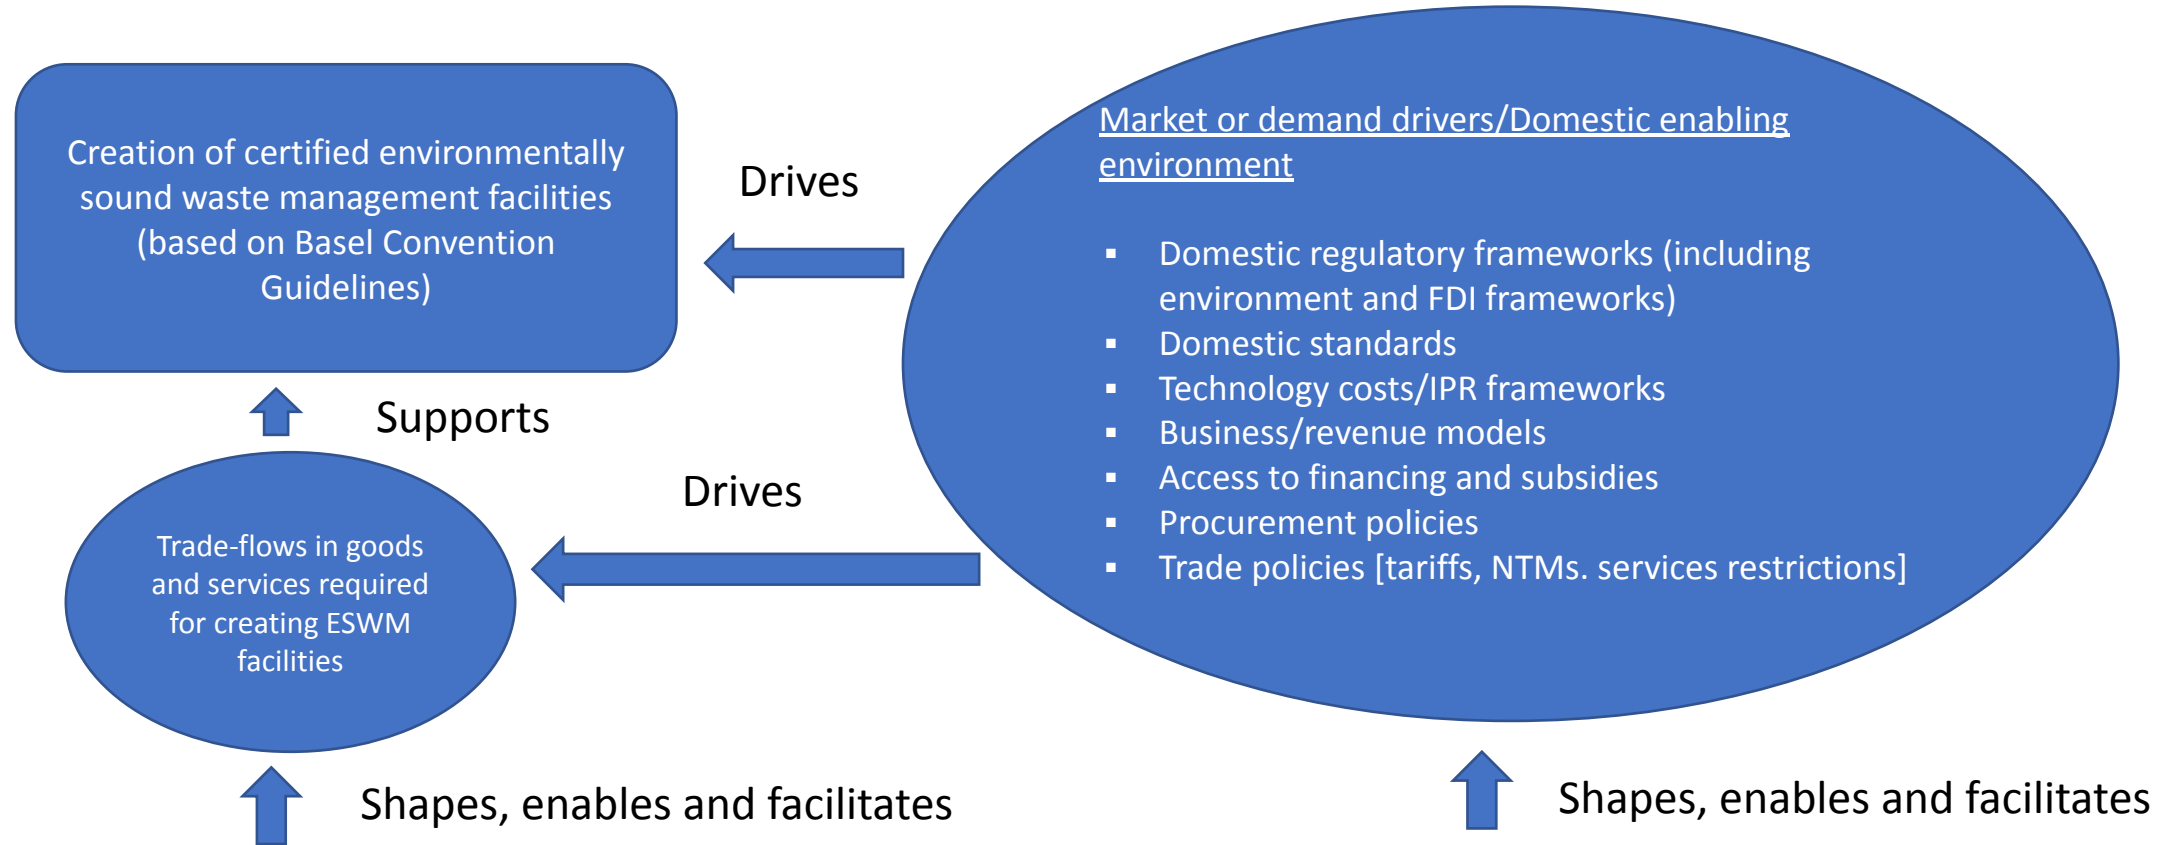 Creation of certified environmentally
sound waste management facilities
(based on Basel Convention
Guidelines)
Drives
Market or demand drivers/Domestic enabling
environment
▪ Domestic regulatory frameworks (including
environment and FDI frameworks)
▪ Domestic standards
▪ Technology costs/IPR frameworks
▪ Business/revenue models
▪ Access to financing and subsidies
▪ Procurement policies
▪ Trade policies [tariffs, NTMs. services restrictions]
Supports
Drives
Trade-flows in goods
and services required
for creating ESWM
facilities
Shapes, enables and facilitates
Shapes, enables and facilitates